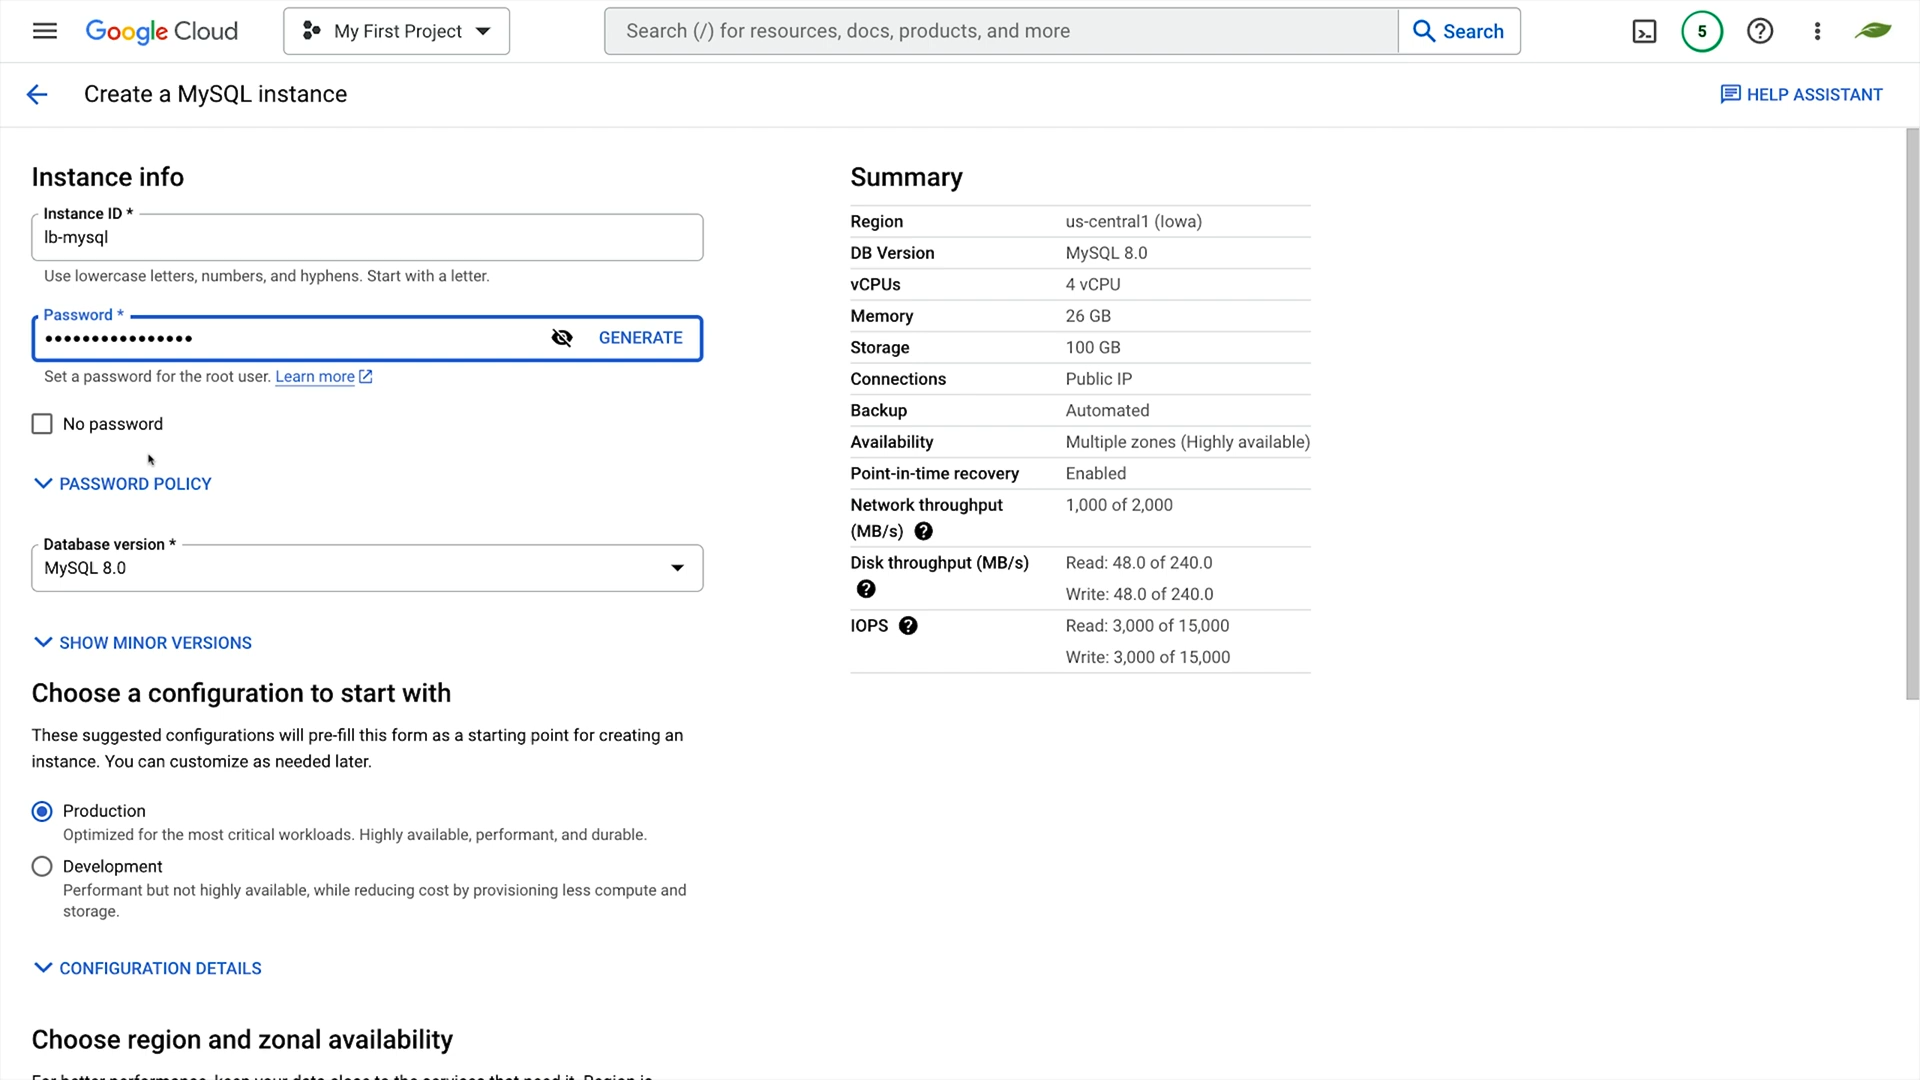 Google Cloud
My First Project
Search (/) for resources, docs, products, and more
Search
5
Create a MySQL instance
HELP ASSISTANT
Instance info
Instance ID *
lb-mysql
Use lowercase letters, numbers, and hyphens. Start with a letter.
Password *
••••••••••••••••
GENERATE
Set a password for the root user. Learn more
No password
PASSWORD POLICY
Database version *
MySQL 8.0
SHOW MINOR VERSIONS
Choose a configuration to start with
These suggested configurations will pre-fill this form as a starting point for creating an
instance. You can customize as needed later.
Production
Optimized for the most critical workloads. Highly available, performant, and durable.
Development
Performant but not highly available, while reducing cost by provisioning less compute and
storage.
CONFIGURATION DETAILS
Choose region and zonal availability
For better performance, keep your data close to the services that need it. Region is
Summary
Region us-central1 (Iowa)
DB Version MySQL 8.0
vCPUs 4 vCPU
Memory 26 GB
Storage 100 GB
Connections Public IP
Backup Automated
Availability Multiple zones (Highly available)
Point-in-time recovery Enabled
Network throughput 1,000 of 2,000
(MB/s)
Disk throughput (MB/s) Read: 48.0 of 240.0
Write: 48.0 of 240.0
IOPS Read: 3,000 of 15,000
Write: 3,000 of 15,000